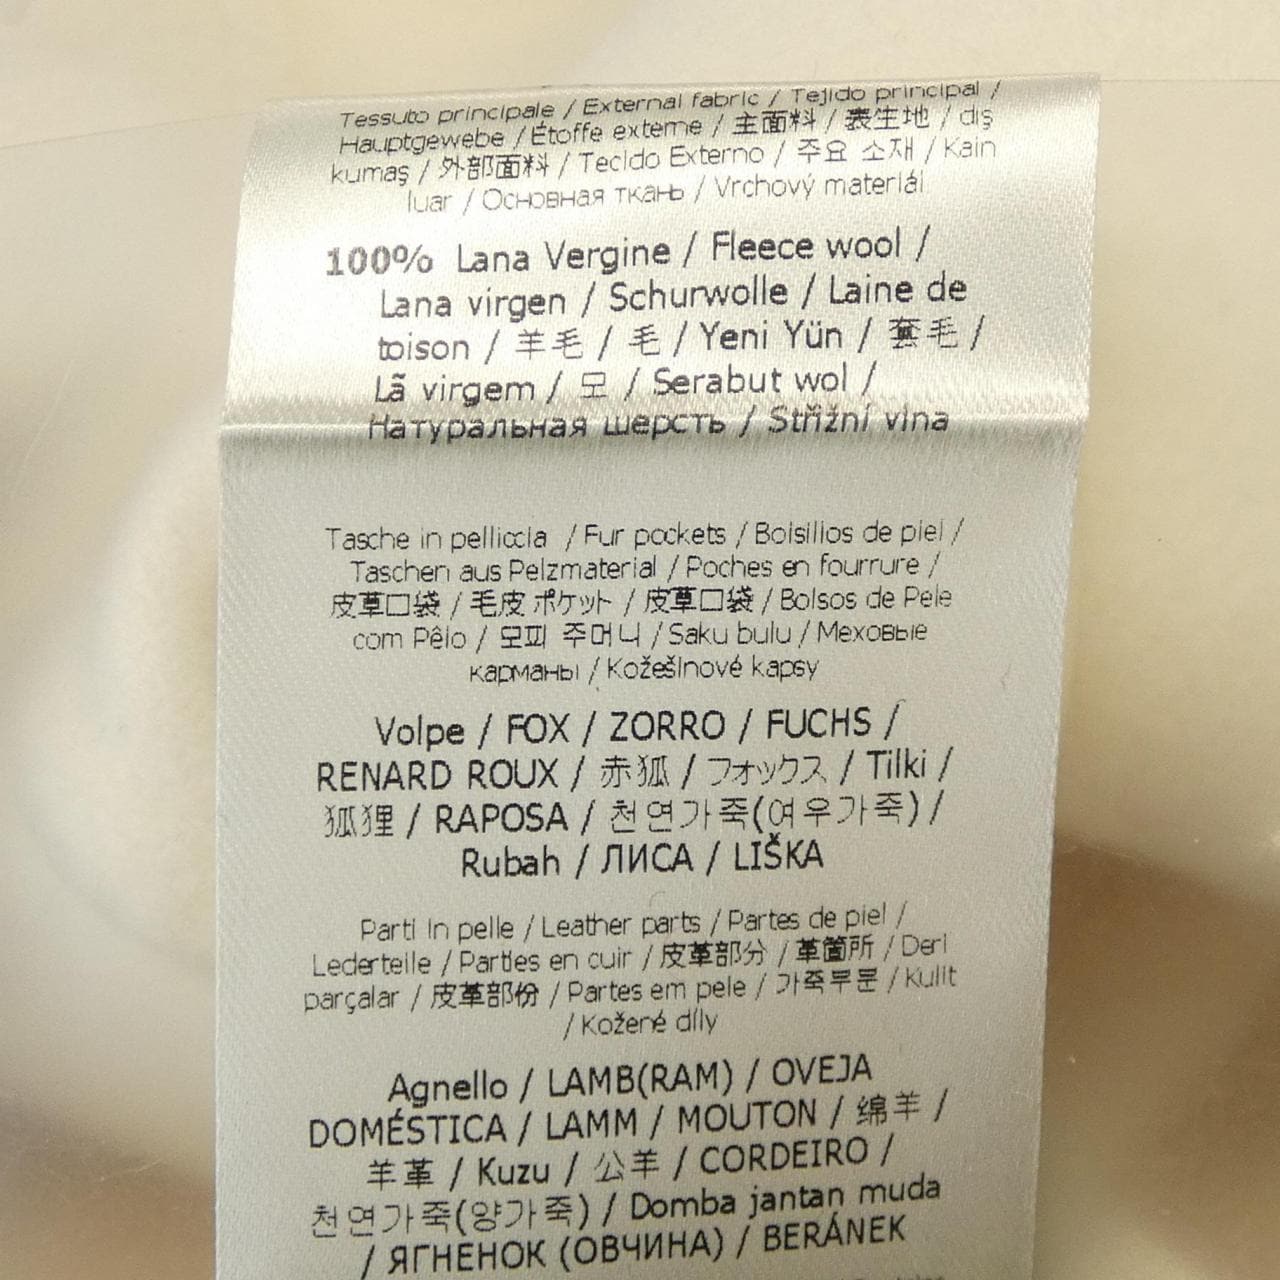 Tessuto principale / External fabric / Tejido principal /
Hauptgewebe / Étoffe externe / 主面料 / 表生地 / diş
kumaş / 外部面料 / Tecido Externo / 주요 소재 / Kain
luar / Основная ткань / Vrchový materiál
100% Lana Vergine / Fleece wool /
Lana virgen / Schurwolle / Laine de
toison / 羊毛 / 毛 / Yeni Yün / 套毛 /
Lã virgem / 모 / Serabut wol /
Натуральная шерсть / Střižní vlna
Tasche in pelliccia / Fur pockets / Bolsillos de piel /
Taschen aus Pelzmaterial / Poches en fourrure /
皮草口袋 / 毛皮 ポケット / 皮草口袋 / Bolsos de Pele
com Pêlo / 모피 주머니 / Saku bulu / Меховые
карманы / Kožešinové kapsy
Volpe / FOX / ZORRO / FUCHS /
RENARD ROUX / 赤狐 / フォックス / Tilki /
狐狸 / RAPOSA / 천연가죽(여우가죽) /
Rubah / ЛИСА / LIŠKA
Parti in pelle / Leather parts / Partes de piel /
Lederteile / Parties en cuir / 皮革部分 / 革箇所 / Deri
parçalar / 皮革部份 / Partes em pele / 가죽부분 / Kulit
/ Kožené díly
Agnello / LAMB(RAM) / OVEJA
DOMÉSTICA / LAMM / MOUTON / 绵羊 /
羊革 / Kuzu / 公羊 / CORDEIRO /
천연가죽(양가죽) / Domba jantan muda
/ ЯГНЕНОК (ОВЧИНА) / BERÁNEK